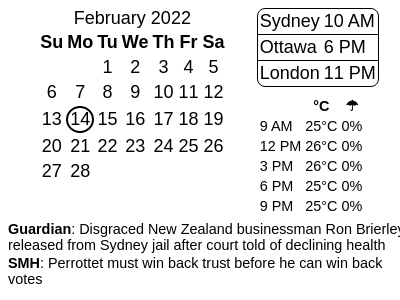 February 2022
Su Mo Tu We Th Fr Sa
1 2 3 4 5
6 7 8 9 10 11 12
13 14 15 16 17 18 19
20 21 22 23 24 25 26
27 28
Sydney 10 AM
Ottawa 6 PM
London 11 PM
°C ☂
9 AM 25°C 0%
12 PM 26°C 0%
3 PM 26°C 0%
6 PM 25°C 0%
9 PM 25°C 0%
Guardian: Disgraced New Zealand businessman Ron Brierley
released from Sydney jail after court told of declining health
SMH: Perrottet must win back trust before he can win back
votes